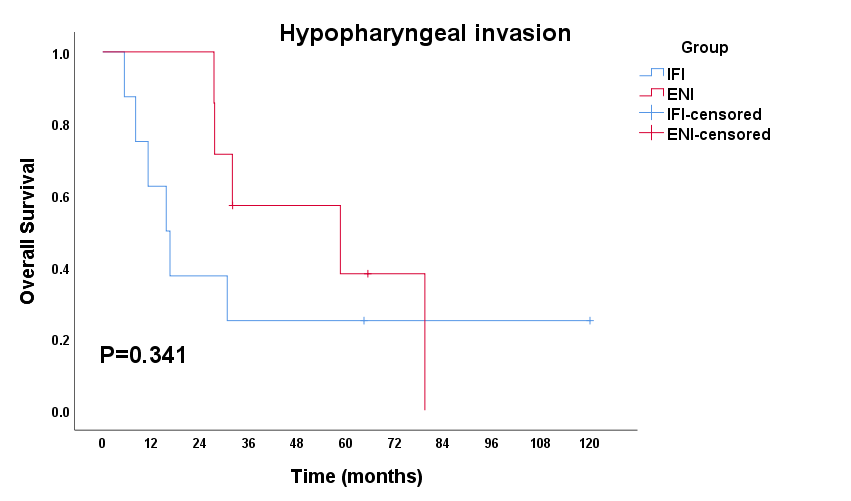 Hypopharyngeal invasion
Group
IFI
ENI
IFI-censored
ENI-censored
Overall Survival
1.0
0.8
0.6
0.4
0.2
0.0
P=0.341
0 12 24 36 48 60 72 84 96 108 120
Time (months)